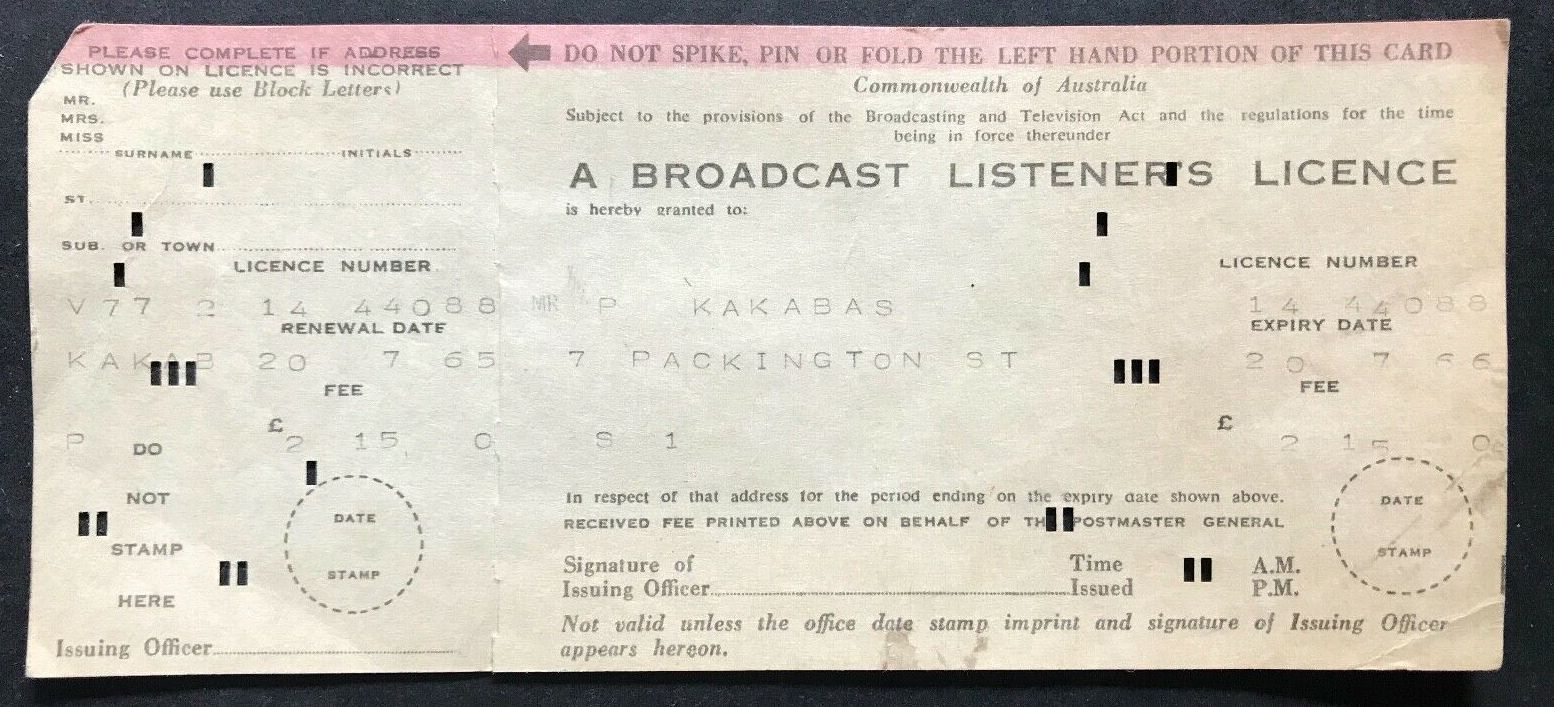 PLEASE COMPLETE IF ADDRESS
SHOWN ON LICENCE IS INCORRECT
(Please use Block Letters)
MR.
MRS.
MISS
SURNAME INITIALS
ST.
SUB. OR TOWN
LICENCE NUMBER
V77 2 14 44088
RENEWAL DATE
KAKAB 20 7 65
FEE
£
P 2 15 0
DO
NOT
STAMP
HERE
DATE
STAMP
Issuing Officer
DO NOT SPIKE, PIN OR FOLD THE LEFT HAND PORTION OF THIS CARD
Commonwealth of Australia
Subject to the provisions of the Broadcasting and Television Act and the regulations for the time
being in force thereunder
A BROADCAST LISTENER'S LICENCE
is hereby granted to:
LICENCE NUMBER
MR P KAKABAS 14 44088
EXPIRY DATE
7 PACKINGTON ST 20 7 66
FEE
£
S 1 2 15 0
In respect of that address for the period ending on the expiry date shown above.
RECEIVED FEE PRINTED ABOVE ON BEHALF OF THE POSTMASTER GENERAL
DATE
STAMP
Signature of Time A.M.
Issuing Officer Issued P.M.
Not valid unless the office date stamp imprint and signature of Issuing Officer
appears hereon.